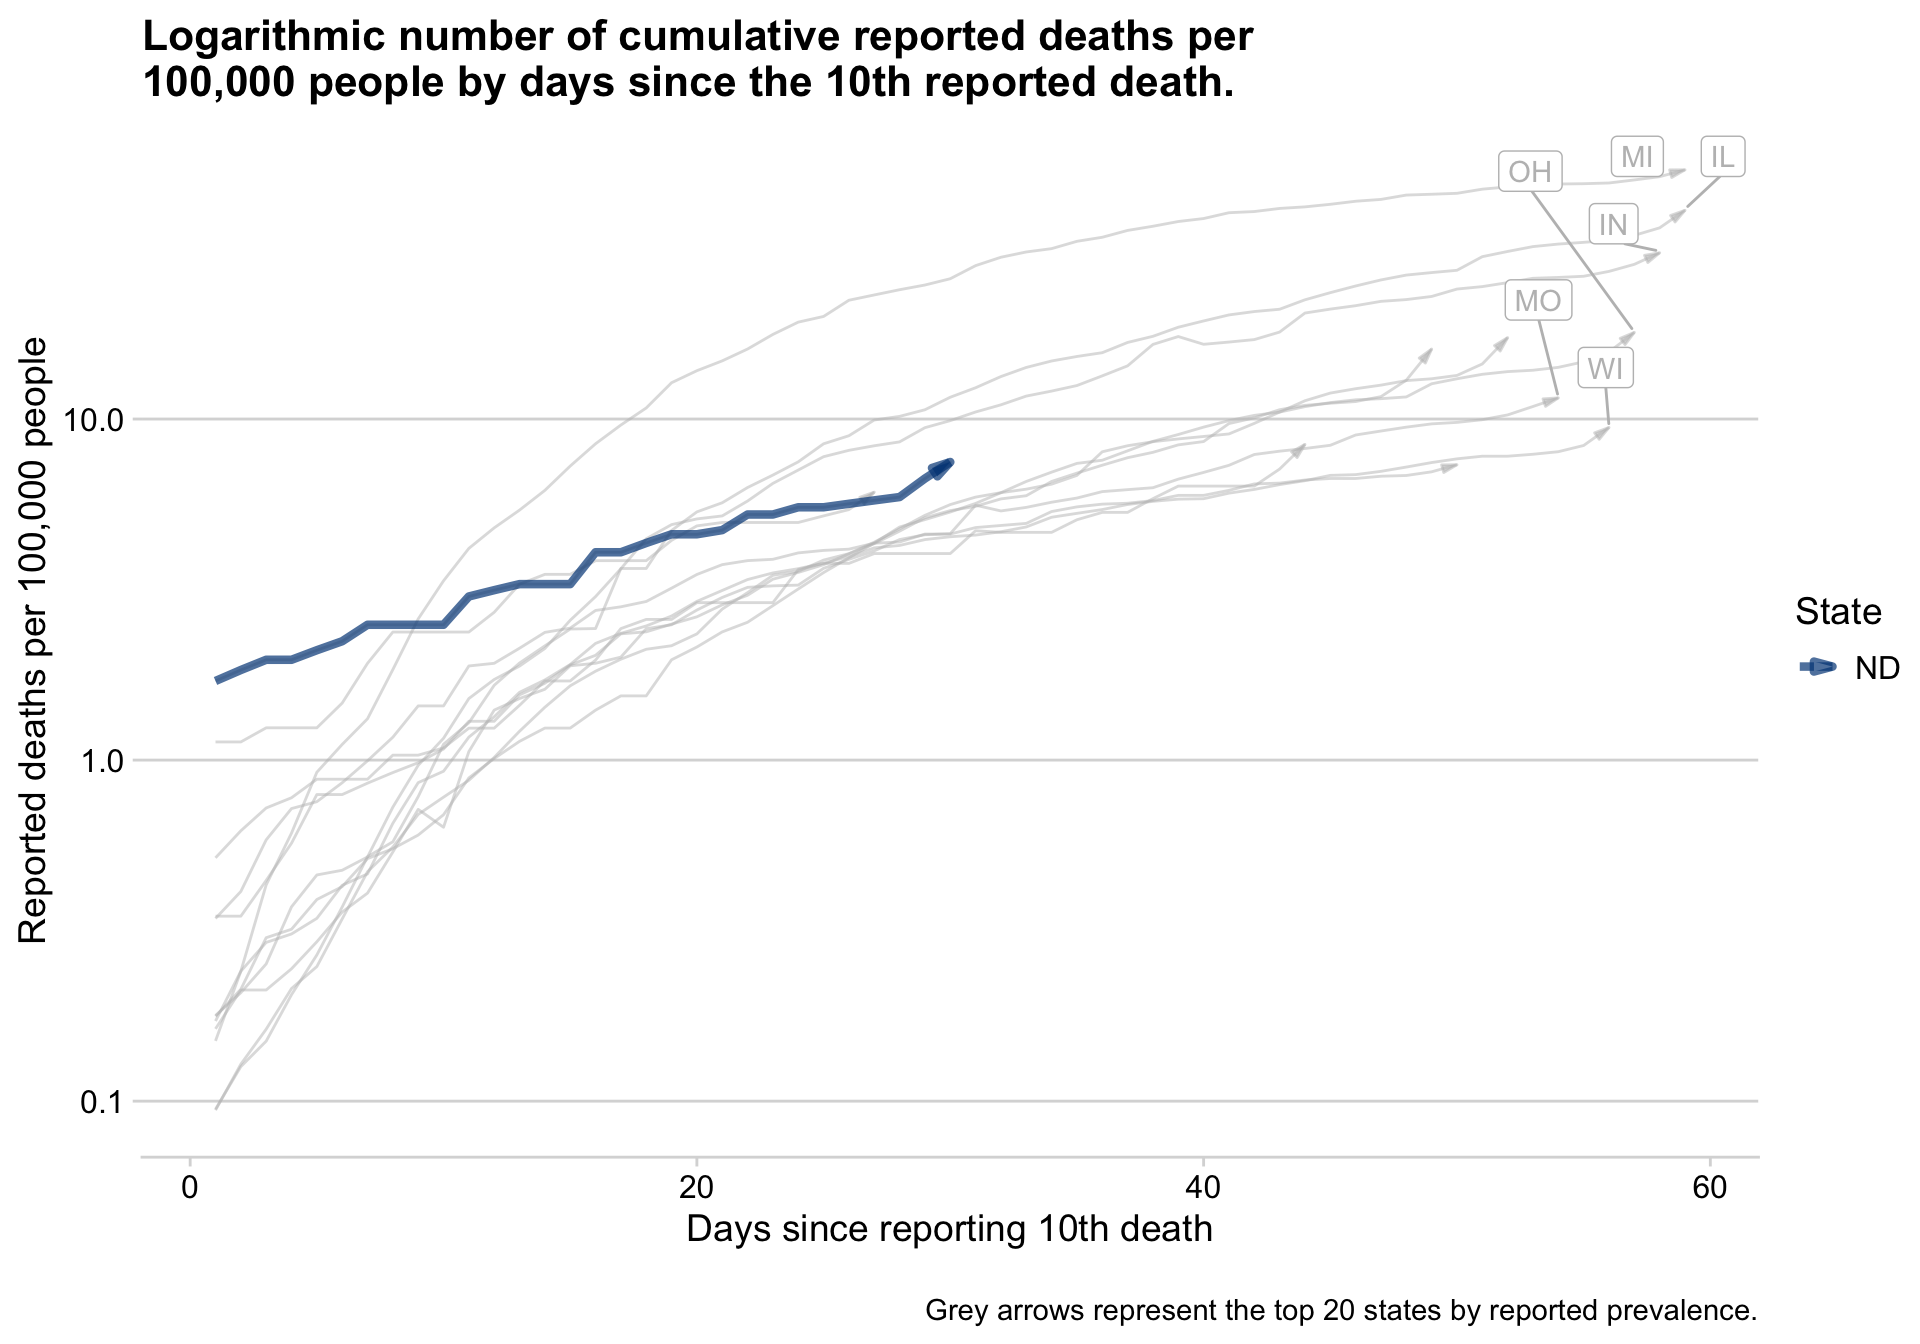 Logarithmic number of cumulative reported deaths per
100,000 people by days since the 10th reported death.
Reported deaths per 100,000 people
10.0
1.0
0.1
OH
MI
IL
IN
MO
WI
State
ND
0
20
40
60
Days since reporting 10th death
Grey arrows represent the top 20 states by reported prevalence.